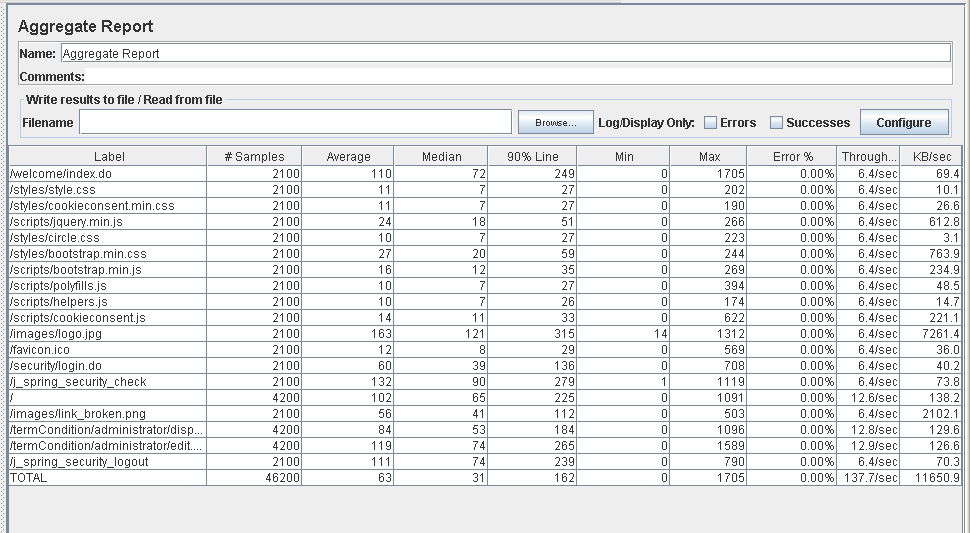 Aggregate Report
Name: Aggregate Report
Comments:
Write results to file / Read from file
Filename Browse... Log/Display Only: Errors Successes Configure
Label # Samples Average Median 90% Line Min Max Error % Through... KB/sec
/welcome/index.do 2100 110 72 249 0 1705 0.00% 6.4/sec 69.4
/styles/style.css 2100 11 7 27 0 202 0.00% 6.4/sec 10.1
/styles/cookieconsent.min.css 2100 11 7 27 0 190 0.00% 6.4/sec 26.6
/scripts/jquery.min.js 2100 24 18 51 0 266 0.00% 6.4/sec 612.8
/styles/circle.css 2100 10 7 27 0 223 0.00% 6.4/sec 3.1
/styles/bootstrap.min.css 2100 27 20 59 0 244 0.00% 6.4/sec 763.9
/scripts/bootstrap.min.js 2100 16 12 35 0 269 0.00% 6.4/sec 234.9
/scripts/polyfills.js 2100 10 7 27 0 394 0.00% 6.4/sec 48.5
/scripts/helpers.js 2100 10 7 26 0 174 0.00% 6.4/sec 14.7
/scripts/cookieconsent.js 2100 14 11 33 0 622 0.00% 6.4/sec 221.1
/images/logo.jpg 2100 163 121 315 14 1312 0.00% 6.4/sec 7261.4
/favicon.ico 2100 12 8 29 0 569 0.00% 6.4/sec 36.0
/security/login.do 2100 60 39 136 0 708 0.00% 6.4/sec 40.2
/j_spring_security_check 2100 132 90 279 1 1119 0.00% 6.4/sec 73.8
/ 4200 102 65 225 0 1091 0.00% 12.6/sec 138.2
/images/link_broken.png 2100 56 41 112 0 503 0.00% 6.4/sec 2102.1
/termCondition/administrator/disp... 4200 84 53 184 0 1096 0.00% 12.8/sec 129.6
/termCondition/administrator/edit.... 4200 119 74 265 0 1589 0.00% 12.9/sec 126.6
/j_spring_security_logout 2100 111 74 239 0 790 0.00% 6.4/sec 70.3
TOTAL 46200 63 31 162 0 1705 0.00% 137.7/sec 11650.9